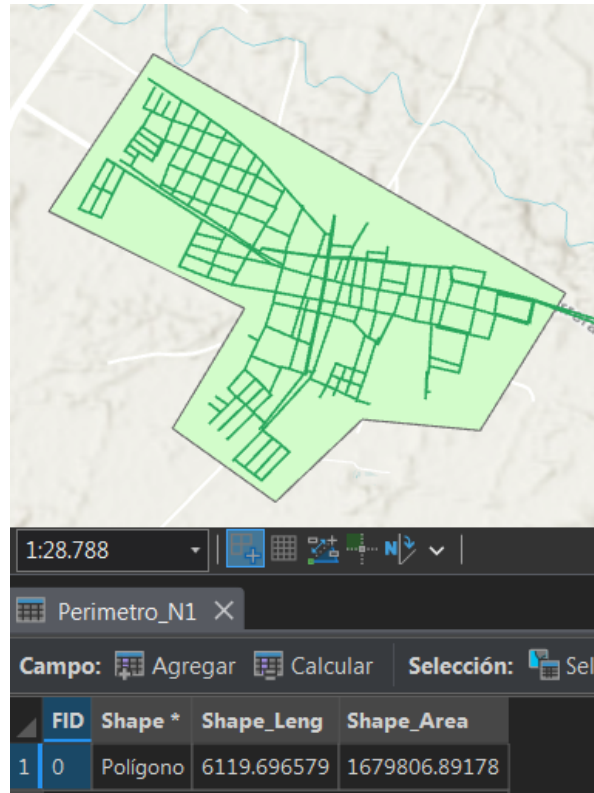 1:28.788
Perimetro_N1
Campo: Agregar Calcular Selección: Sel
FID Shape * Shape_Leng Shape_Area
1 0 Polígono 6119.696579 1679806.89178